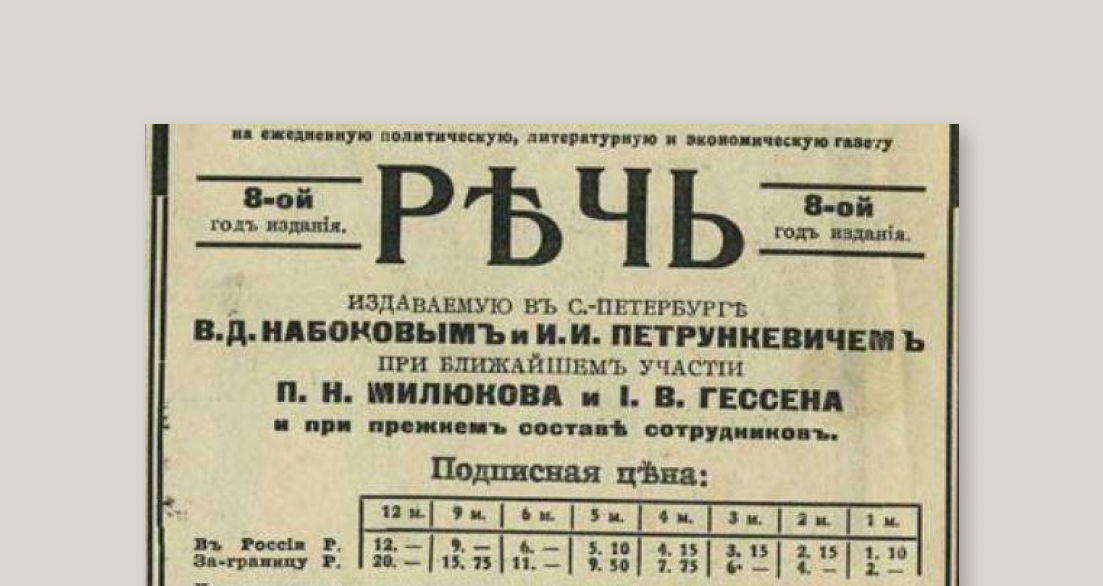 на ежедневную политическую, литературную и экономическую газету
РѢЧЬ
8-ой
годъ изданія.
8-ой
годъ изданія.
ИЗДАВАЕМУЮ ВЪ С.-ПЕТЕРБУРГѢ
В. Д. НАБОКОВЫМЪ и И. И. ПЕТРУНКЕВИЧЕМЪ
ПРИ БЛИЖАЙШЕМЪ УЧАСТІИ
П. Н. МИЛЮКОВА и І. В. ГЕССЕНА
и при прежнемъ составѣ сотрудниковъ.
Подписная цѣна:
12 м. 9 м. 6 м. 5 м. 4 м. 3 м. 2 м. 1 м.
Въ Россіи Р. 12. — 9. — 6. — 5. 10 4. 15 3. 15 2. 15 1. 10
За-границу Р. 20. — 15. 75 11. — 9. 50 7. 75 6· — 4. — 2. —